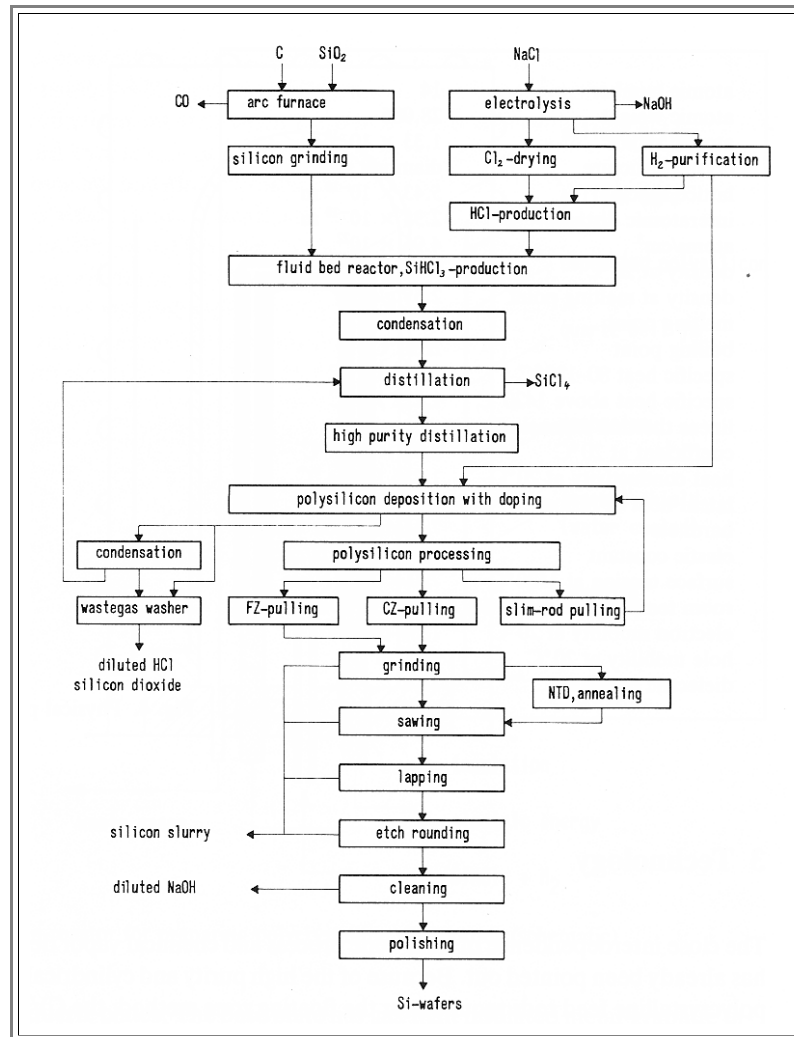 C SiO₂ NaCl
CO arc furnace electrolysis NaOH
silicon grinding Cl₂-drying H₂-purification
HCl-production
fluid bed reactor,SiHCl₃-production
condensation
distillation SiCl₄
high purity distillation
polysilicon deposition with doping
condensation polysilicon processing
wastegas washer FZ-pulling CZ-pulling slim-rod pulling
diluted HCl
silicon dioxide
grinding
NTD,annealing
sawing
lapping
silicon slurry etch rounding
diluted NaOH cleaning
polishing
Si-wafers